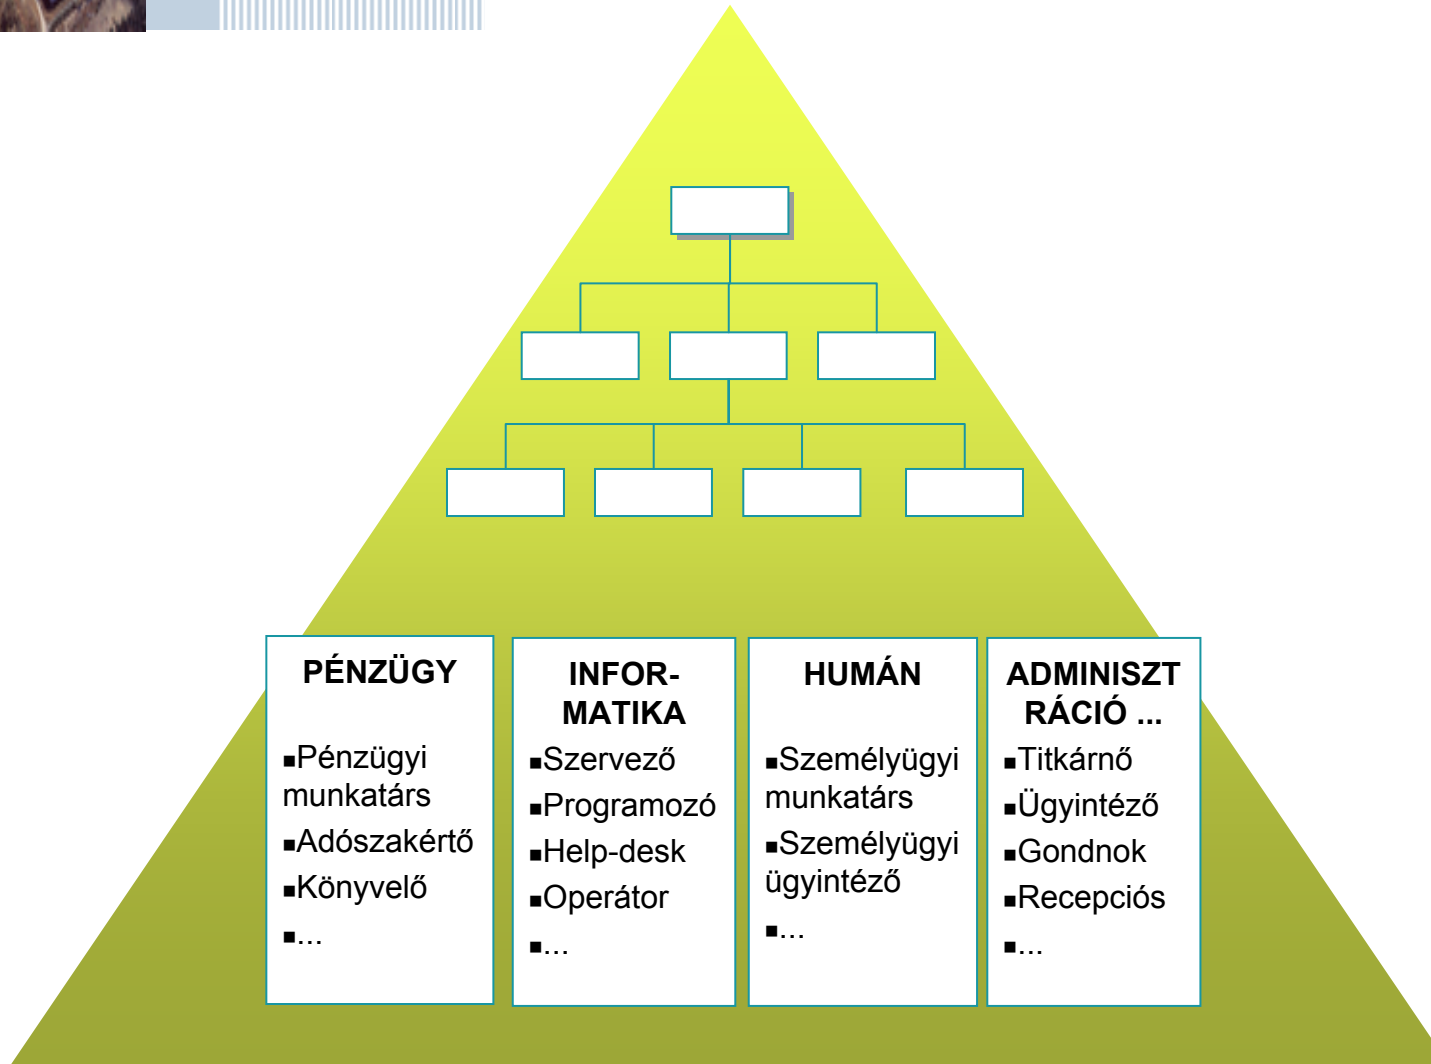 PÉNZÜGY
▪Pénzügyi
munkatárs
▪Adószakértő
▪Könyvelő
▪...
INFOR-
MATIKA
▪Szervező
▪Programozó
▪Help-desk
▪Operátor
▪...
HUMÁN
▪Személyügyi
munkatárs
▪Személyügyi
ügyintéző
▪...
ADMINISZT
RÁCIÓ ...
▪Titkárnő
▪Ügyintéző
▪Gondnok
▪Recepciós
▪...